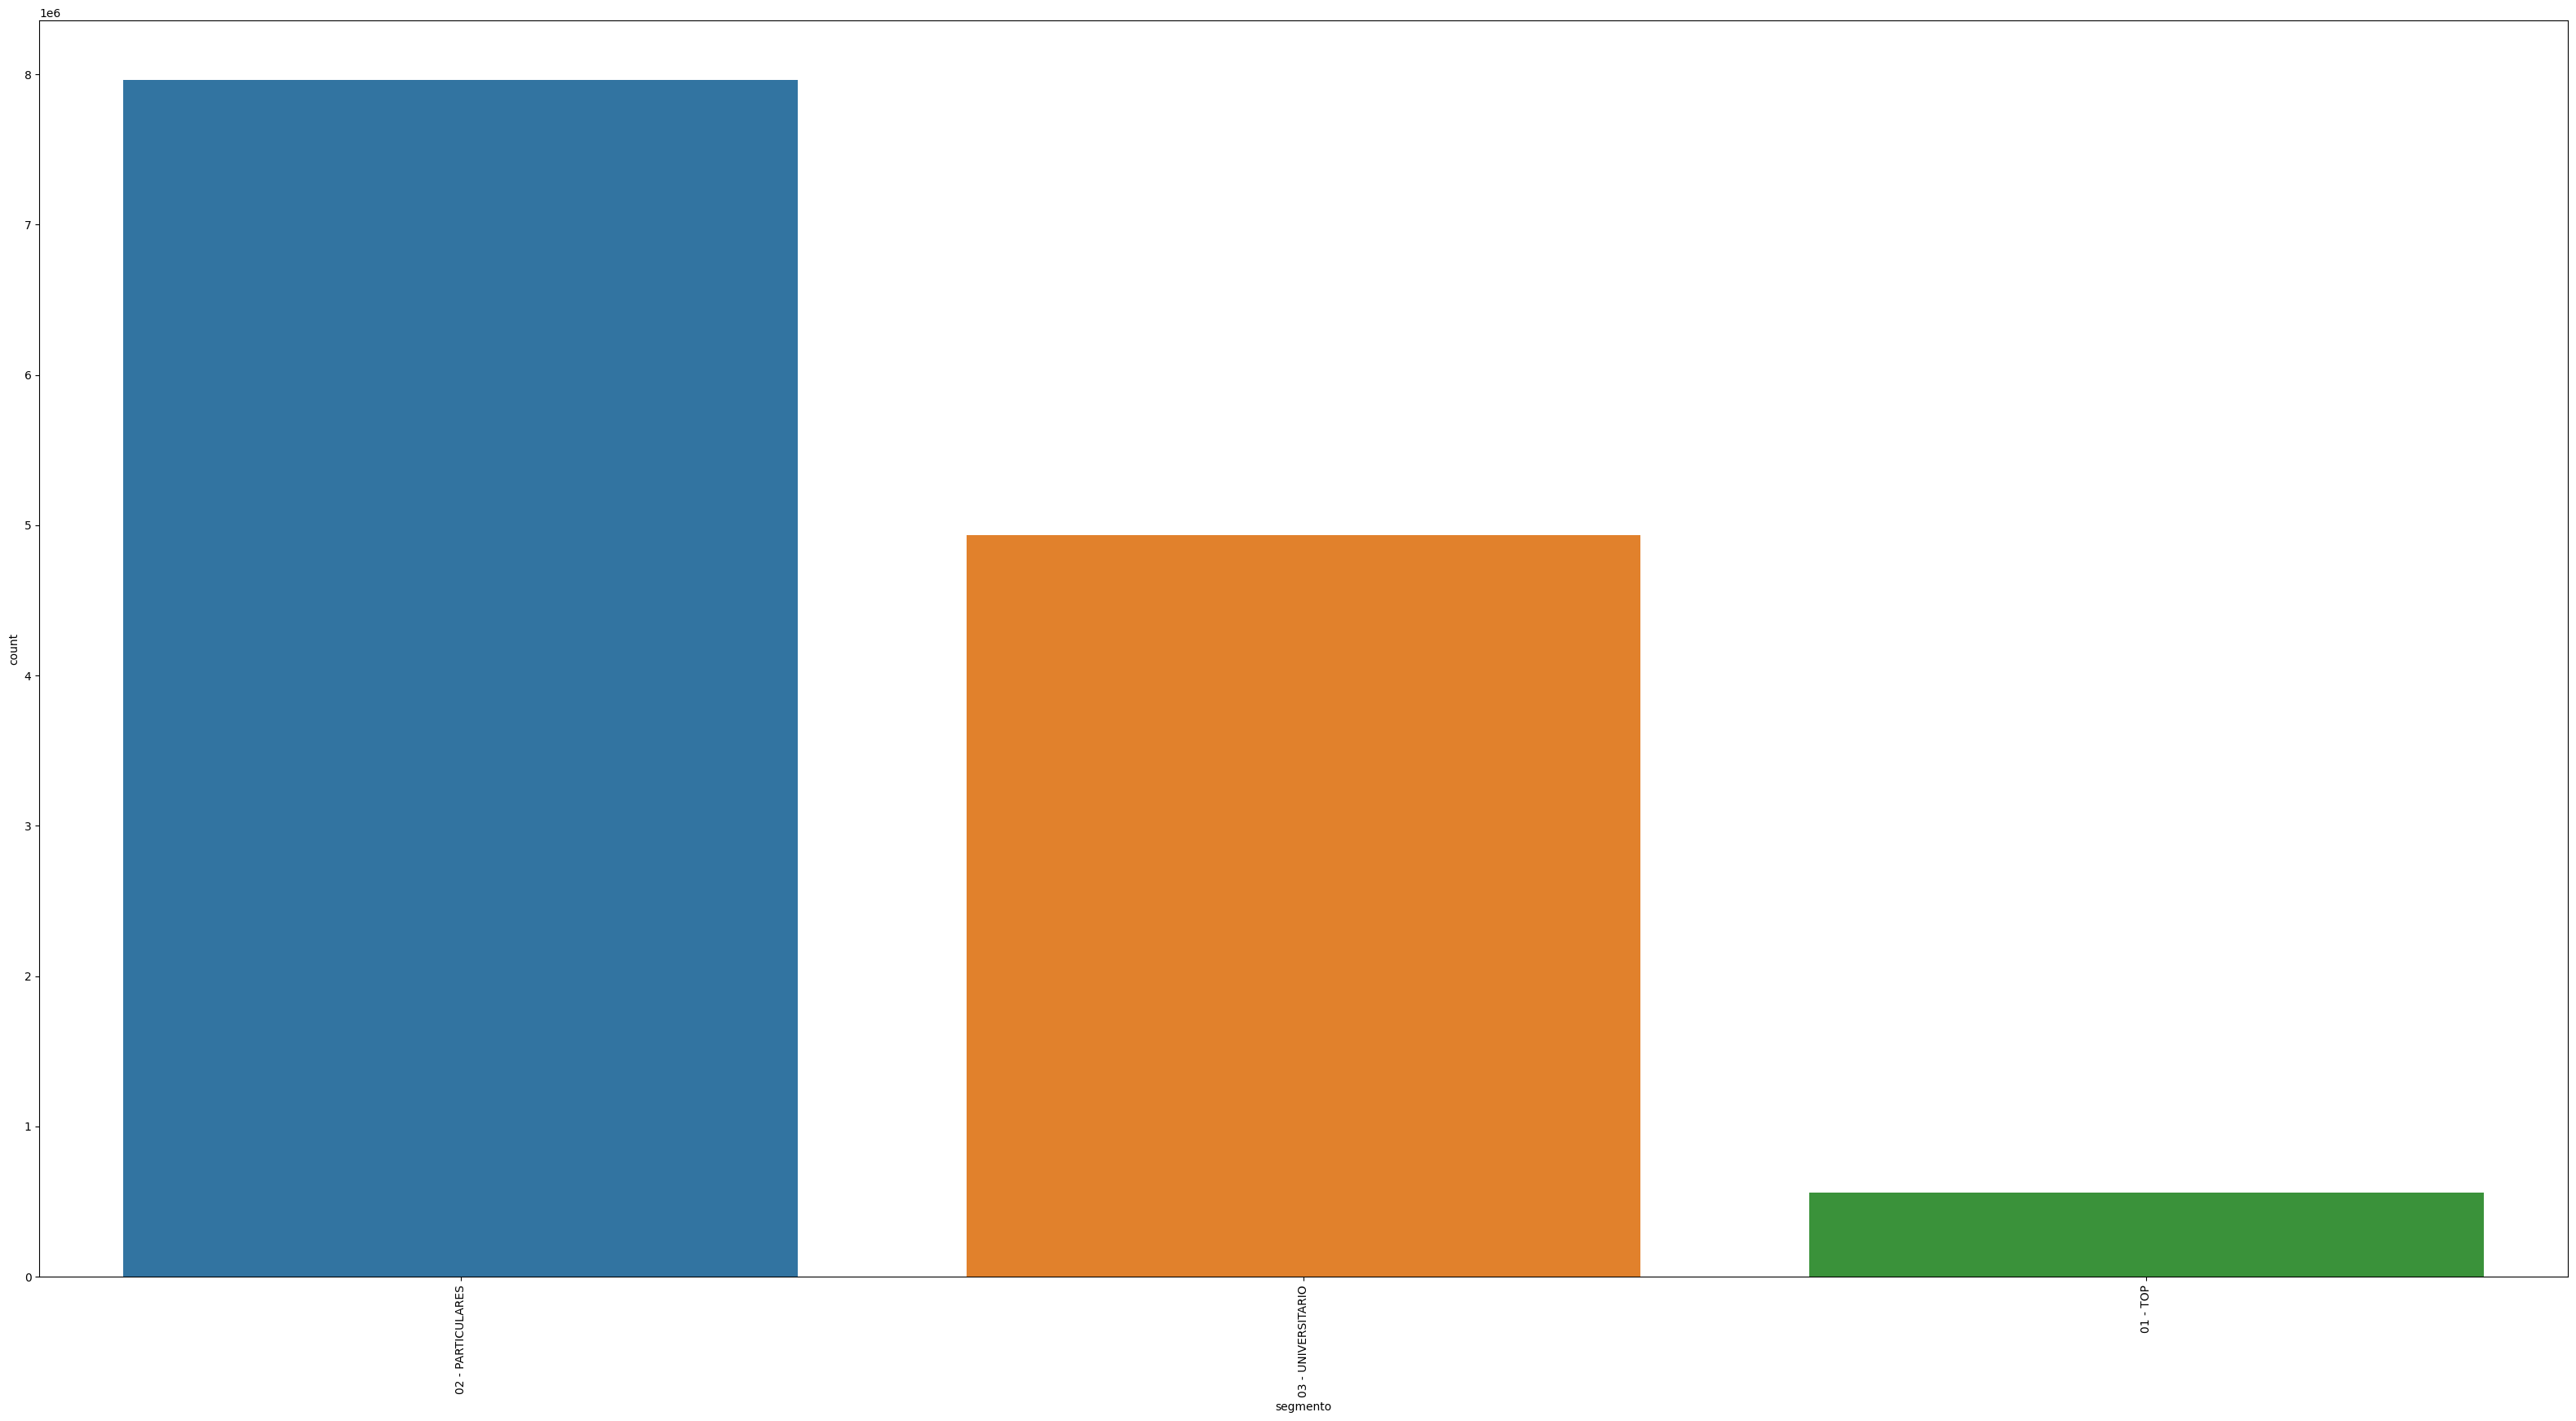 1e6
8
7
6
5
4
3
2
1
0
count
02 - PARTICULARES
03 - UNIVERSITARIO
01 - TOP
segmento